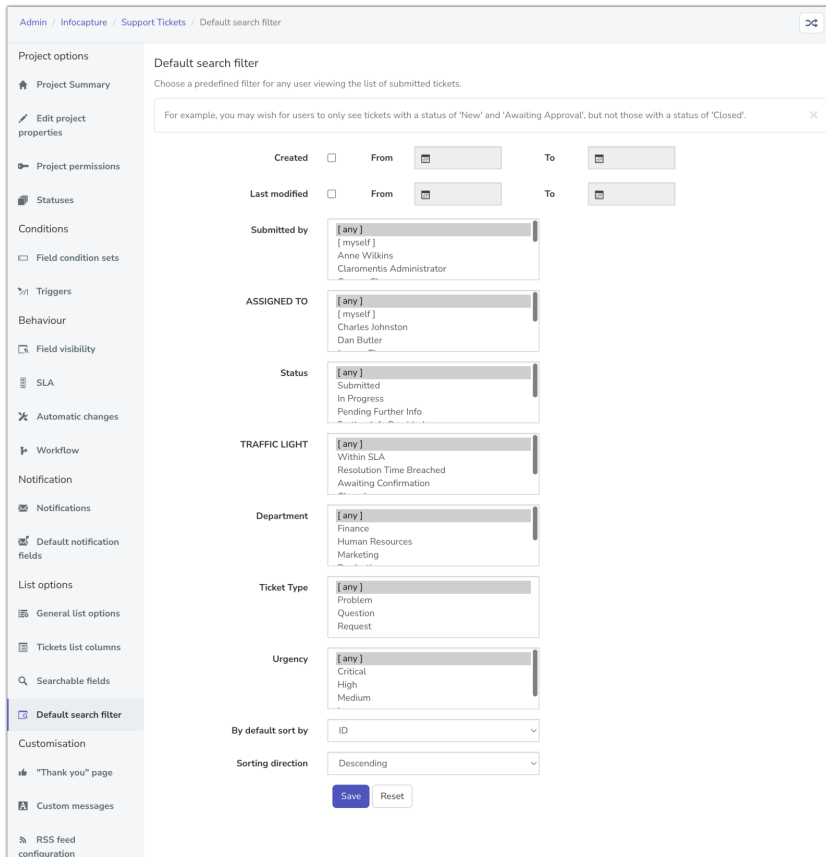 Admin / Infocapture / Support Tickets / Default search filter
Project options
Project Summary
Edit project
properties
Project permissions
Statuses
Conditions
Field condition sets
Triggers
Behaviour
Field visibility
SLA
Automatic changes
Workflow
Notification
Notifications
Default notification
fields
List options
General list options
Tickets list columns
Searchable fields
Default search filter
Customisation
"Thank you" page
Custom messages
RSS feed
configuration
Default search filter
Choose a predefined filter for any user viewing the list of submitted tickets.
For example, you may wish for users to only see tickets with a status of 'New' and 'Awaiting Approval', but not those with a status of 'Closed'.
Created From To
Last modified From To
Submitted by
[ any ]
[ myself ]
Anne Wilkins
Claromentis Administrator
ASSIGNED TO
[ any ]
[ myself ]
Charles Johnston
Dan Butler
Status
[ any ]
Submitted
In Progress
Pending Further Info
TRAFFIC LIGHT
[ any ]
Within SLA
Resolution Time Breached
Awaiting Confirmation
Department
[ any ]
Finance
Human Resources
Marketing
Ticket Type
[ any ]
Problem
Question
Request
Urgency
[ any ]
Critical
High
Medium
By default sort by ID
Sorting direction Descending
Save Reset